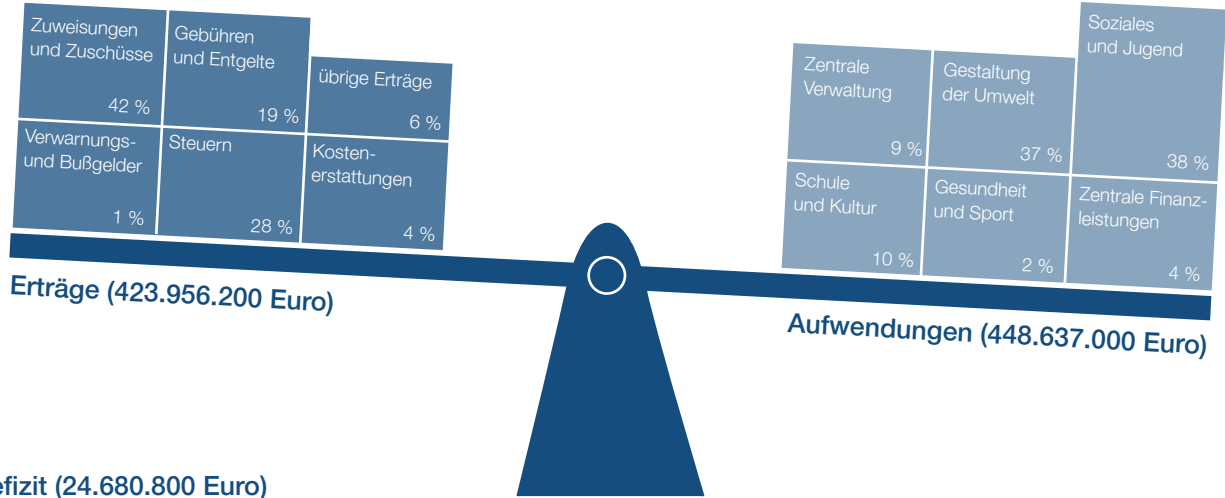 Zuweisungen
und Zuschüsse
42 %
Gebühren
und Entgelte
19 %
übrige Erträge
6 %
Verwarnungs-
und Bußgelder
1 %
Steuern
28 %
Kosten-
erstattungen
4 %
Erträge (423.956.200 Euro)
Zentrale
Verwaltung
9 %
Gestaltung
der Umwelt
37 %
Soziales
und Jugend
38 %
Schule
und Kultur
10 %
Gesundheit
und Sport
2 %
Zentrale Finanz-
leistungen
4 %
Aufwendungen (448.637.000 Euro)
efizit (24.680.800 Euro)